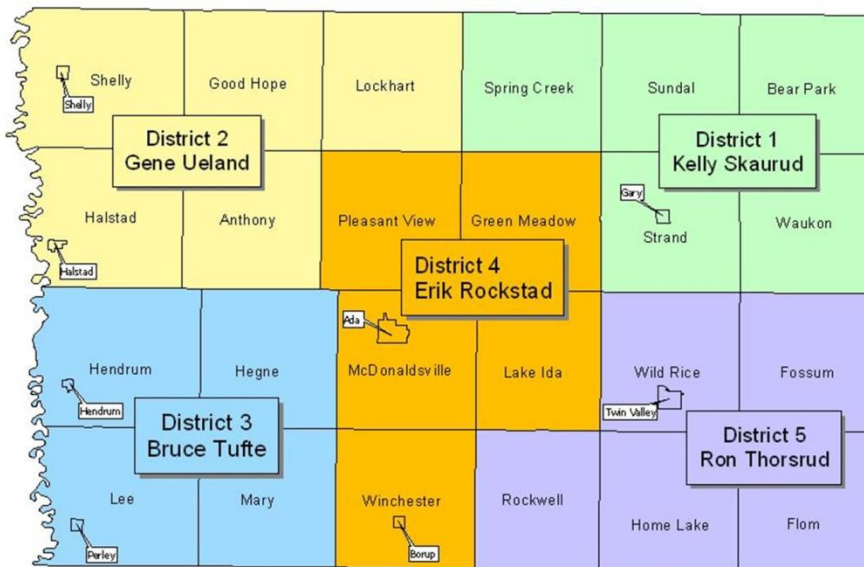 Shelly
Good Hope
Lockhart
Spring Creek
Sundal
Bear Park
Shelly
District 2
Gene Ueland
District 1
Kelly Skaurud
Halstad
Anthony
Pleasant View
Green Meadow
Gary
Strand
Waukon
Halstad
District 4
Erik Rockstad
Ada
Hendrum
Hegne
McDonaldsville
Lake Ida
Wild Rice
Fossum
Hendrum
Twin Valley
District 3
Bruce Tufte
District 5
Ron Thorsrud
Lee
Mary
Winchester
Rockwell
Home Lake
Flom
Perley
Borup